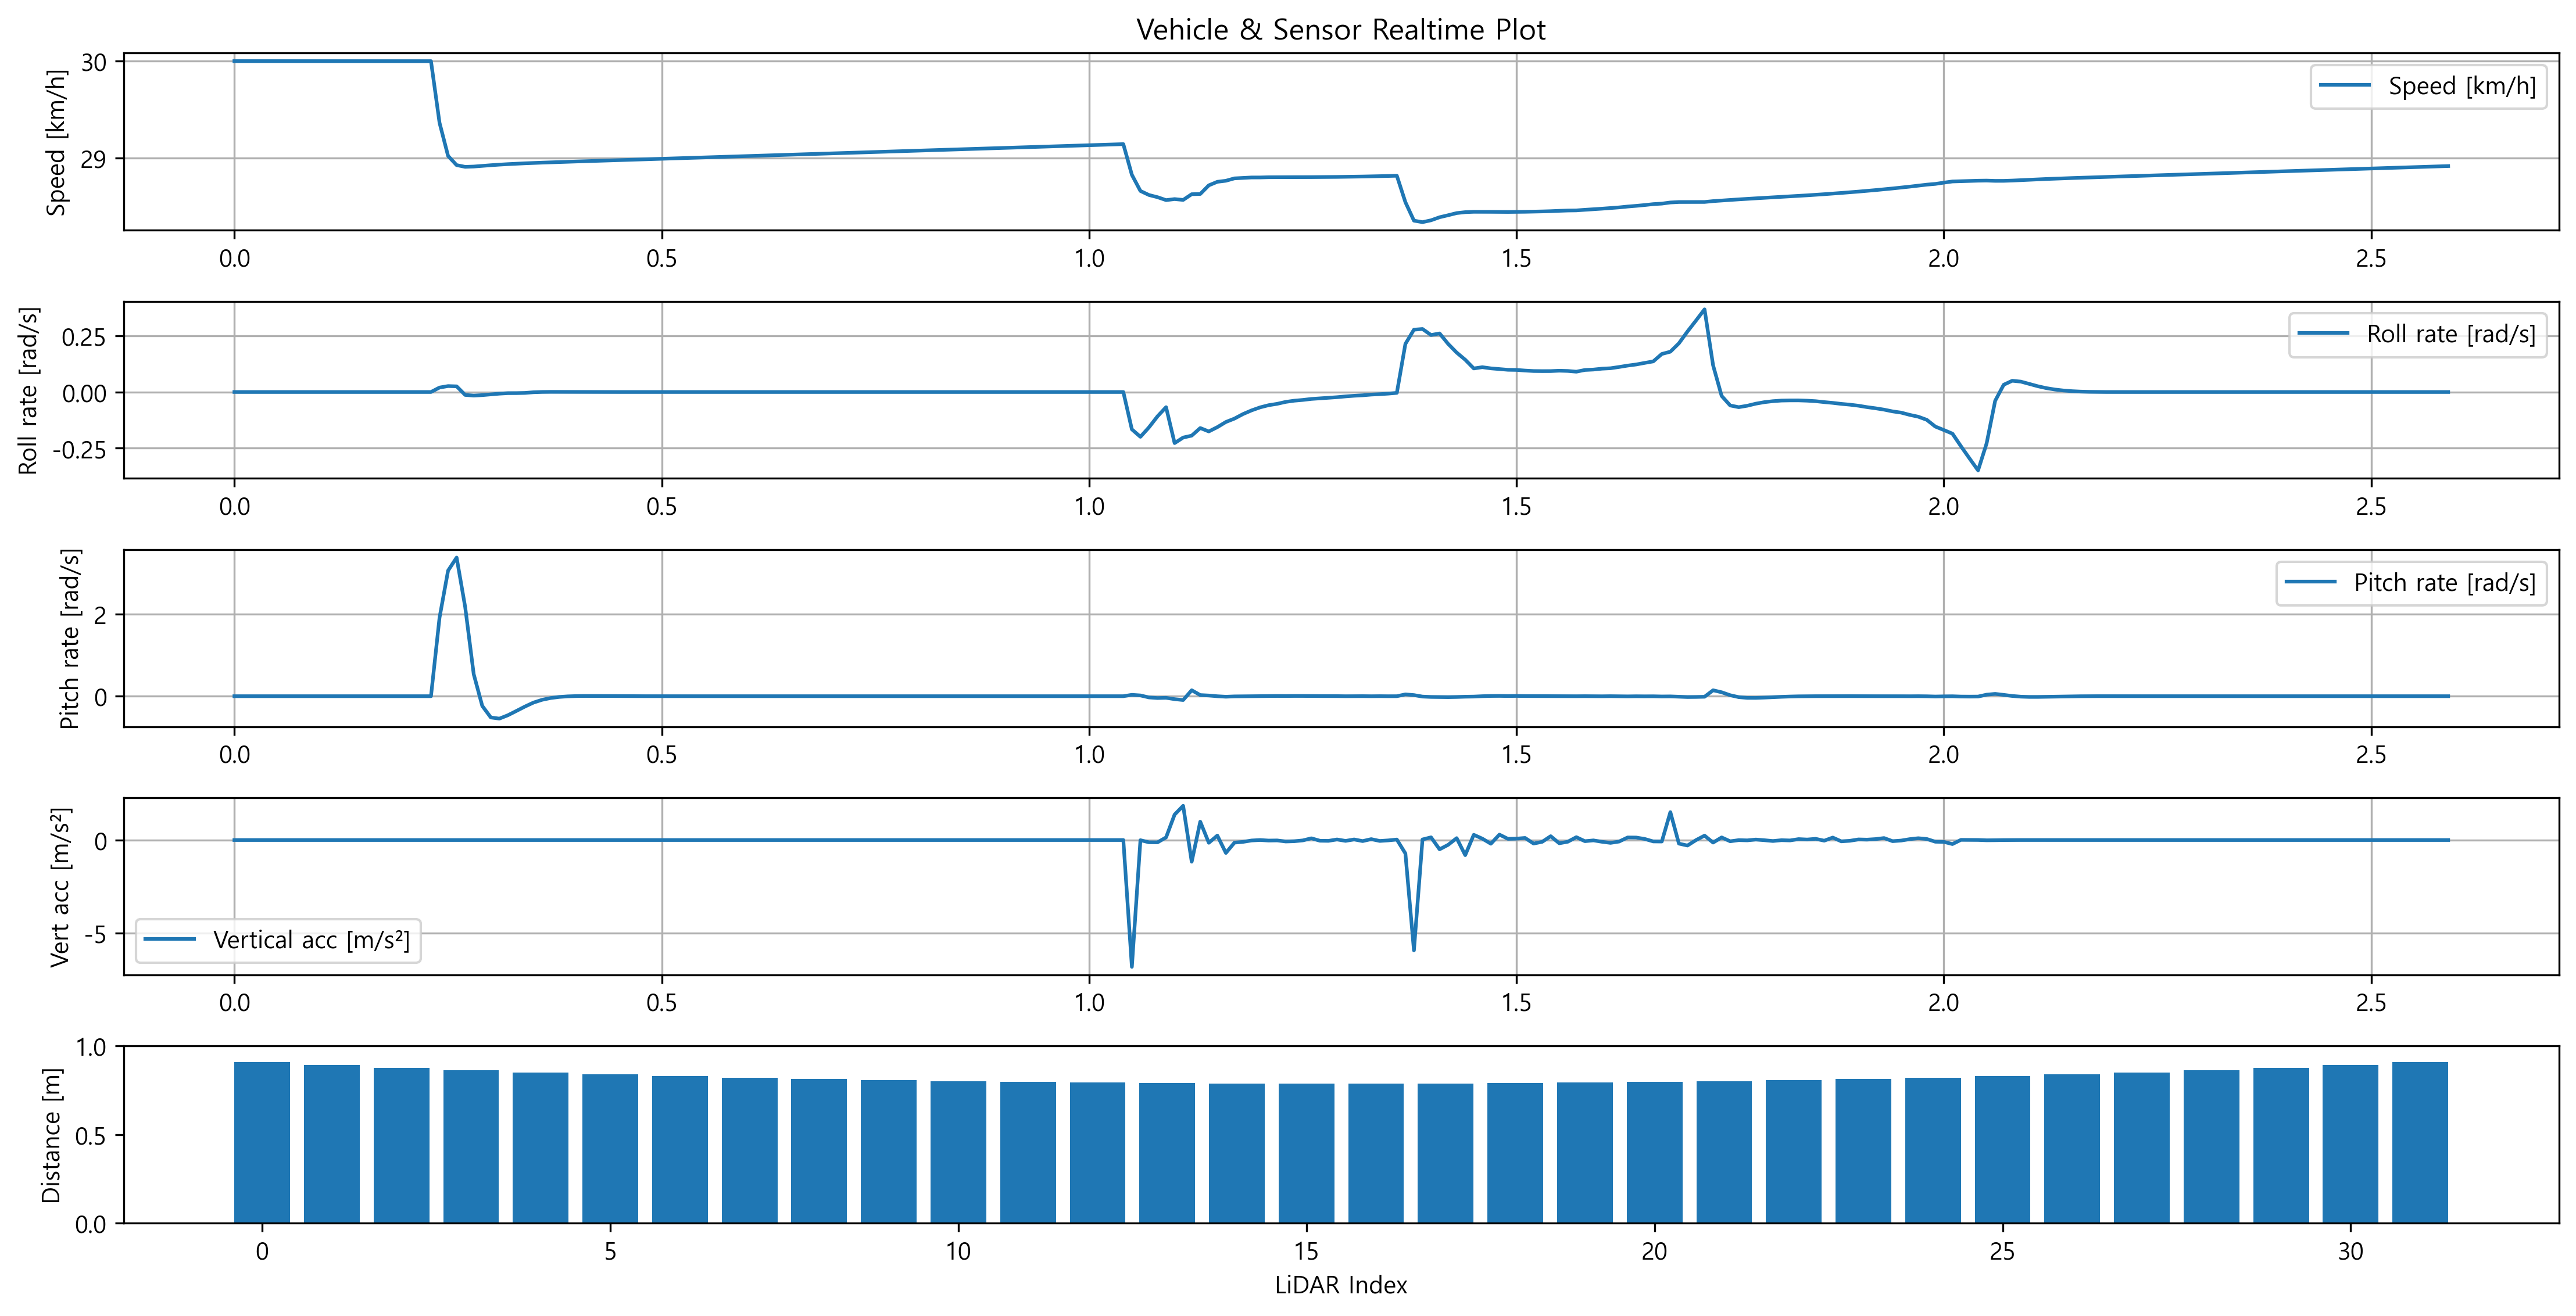 Vehicle & Sensor Realtime Plot
Speed [km/h]
30
29
Speed [km/h]
0.0 0.5 1.0 1.5 2.0 2.5
Roll rate [rad/s]
0.25
0.00
-0.25
Roll rate [rad/s]
0.0 0.5 1.0 1.5 2.0 2.5
Pitch rate [rad/s]
2
0
Pitch rate [rad/s]
0.0 0.5 1.0 1.5 2.0 2.5
Vert acc [m/s²]
0
-5
Vertical acc [m/s²]
0.0 0.5 1.0 1.5 2.0 2.5
Distance [m]
1.0
0.5
0.0
0 5 10 15 20 25 30
LiDAR Index